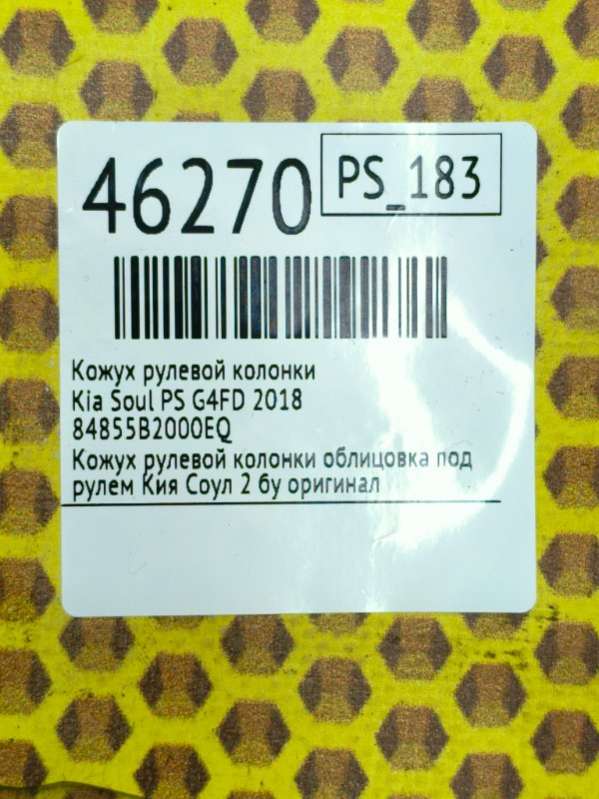 46270
PS_183
Кожух рулевой колонки
Kia Soul PS G4FD 2018
84855B2000EQ
Кожух рулевой колонки облицовка под
рулем Кия Соул 2 бу оригинал